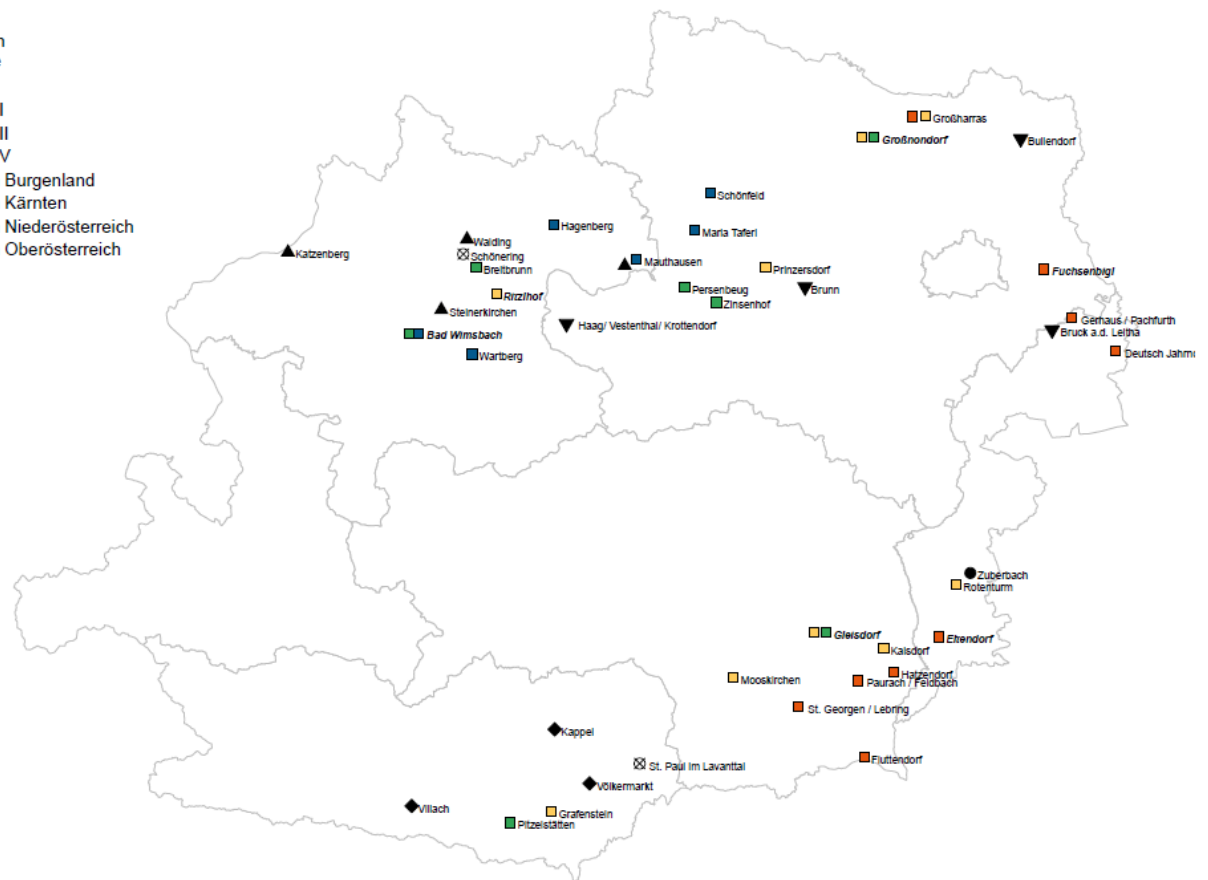 I
II
V
Burgenland
Kärnten
Niederösterreich
Oberösterreich
Großharras
Großnondorf
Bullendorf
Schönfeld
Hagenberg
Maria Taferl
Walding
Katzenberg
Schönering
Mauthausen
Breitbrunn
Prinzersdorf
Fuchsenbigl
Persenbeug
Brunn
Ritzlhof
Zinsenhof
Steinerkirchen
Gerhaus / Pachfurth
Haag/ Vestenthal/ Krottendorf
Bruck a.d. Leitha
Bad Wimsbach
Deutsch Jahrn
Wartberg
Zuberbach
Rotenturm
Gleisdorf
Eltendorf
Kalsdorf
Hatzendorf
Mooskirchen
Paurach / Feldbach
St. Georgen / Lebring
Kappel
Fluttendorf
St. Paul im Lavanttal
Völkermarkt
Villach
Grafenstein
Pitzelstätten